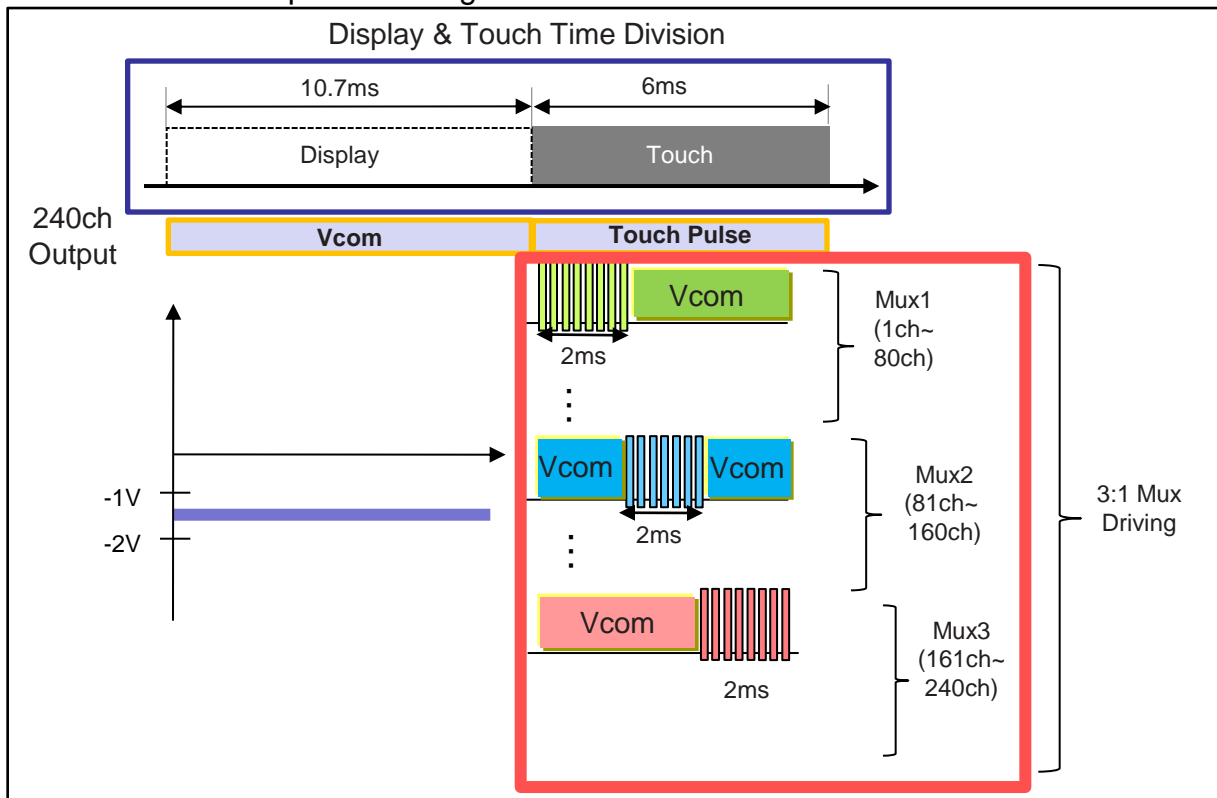 Display & Touch Time Division
10.7ms
6ms
Display
Touch
240ch
Output
Vcom
Touch Pulse
Vcom
2ms
Mux1
(1ch~
80ch)
⋮
Vcom
Vcom
2ms
Mux2
(81ch~
160ch)
3:1 Mux
Driving
-1V
-2V
⋮
Vcom
2ms
Mux3
(161ch~
240ch)